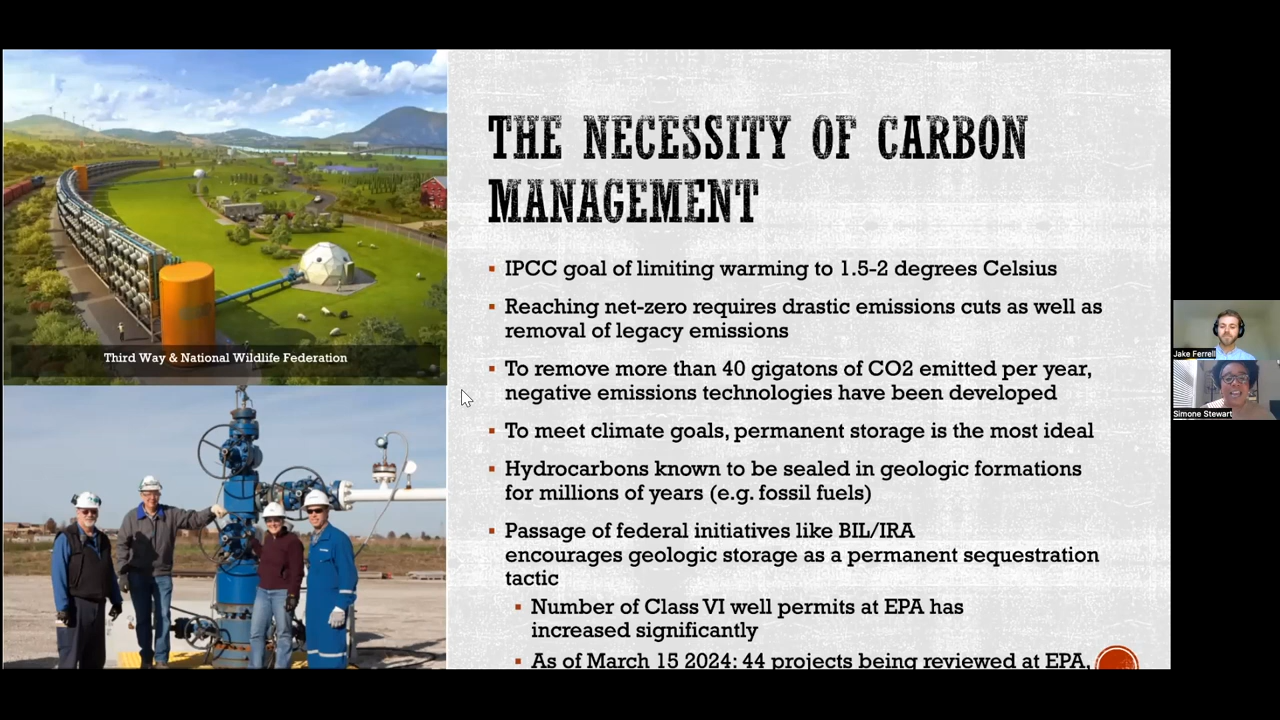 THE NECESSITY OF CARBON
MANAGEMENT
IPCC goal of limiting warming to 1.5-2 degrees Celsius
Reaching net-zero requires drastic emissions cuts as well as
removal of legacy emissions
To remove more than 40 gigatons of CO2 emitted per year,
negative emissions technologies have been developed
To meet climate goals, permanent storage is the most ideal
Hydrocarbons known to be sealed in geologic formations
for millions of years (e.g. fossil fuels)
Passage of federal initiatives like BIL/IRA
encourages geologic storage as a permanent sequestration
tactic
Number of Class VI well permits at EPA has
increased significantly
As of March 15 2024: 44 projects being reviewed at EPA,
Third Way & National Wildlife Federation
Jake Ferrell
Simone Stewart